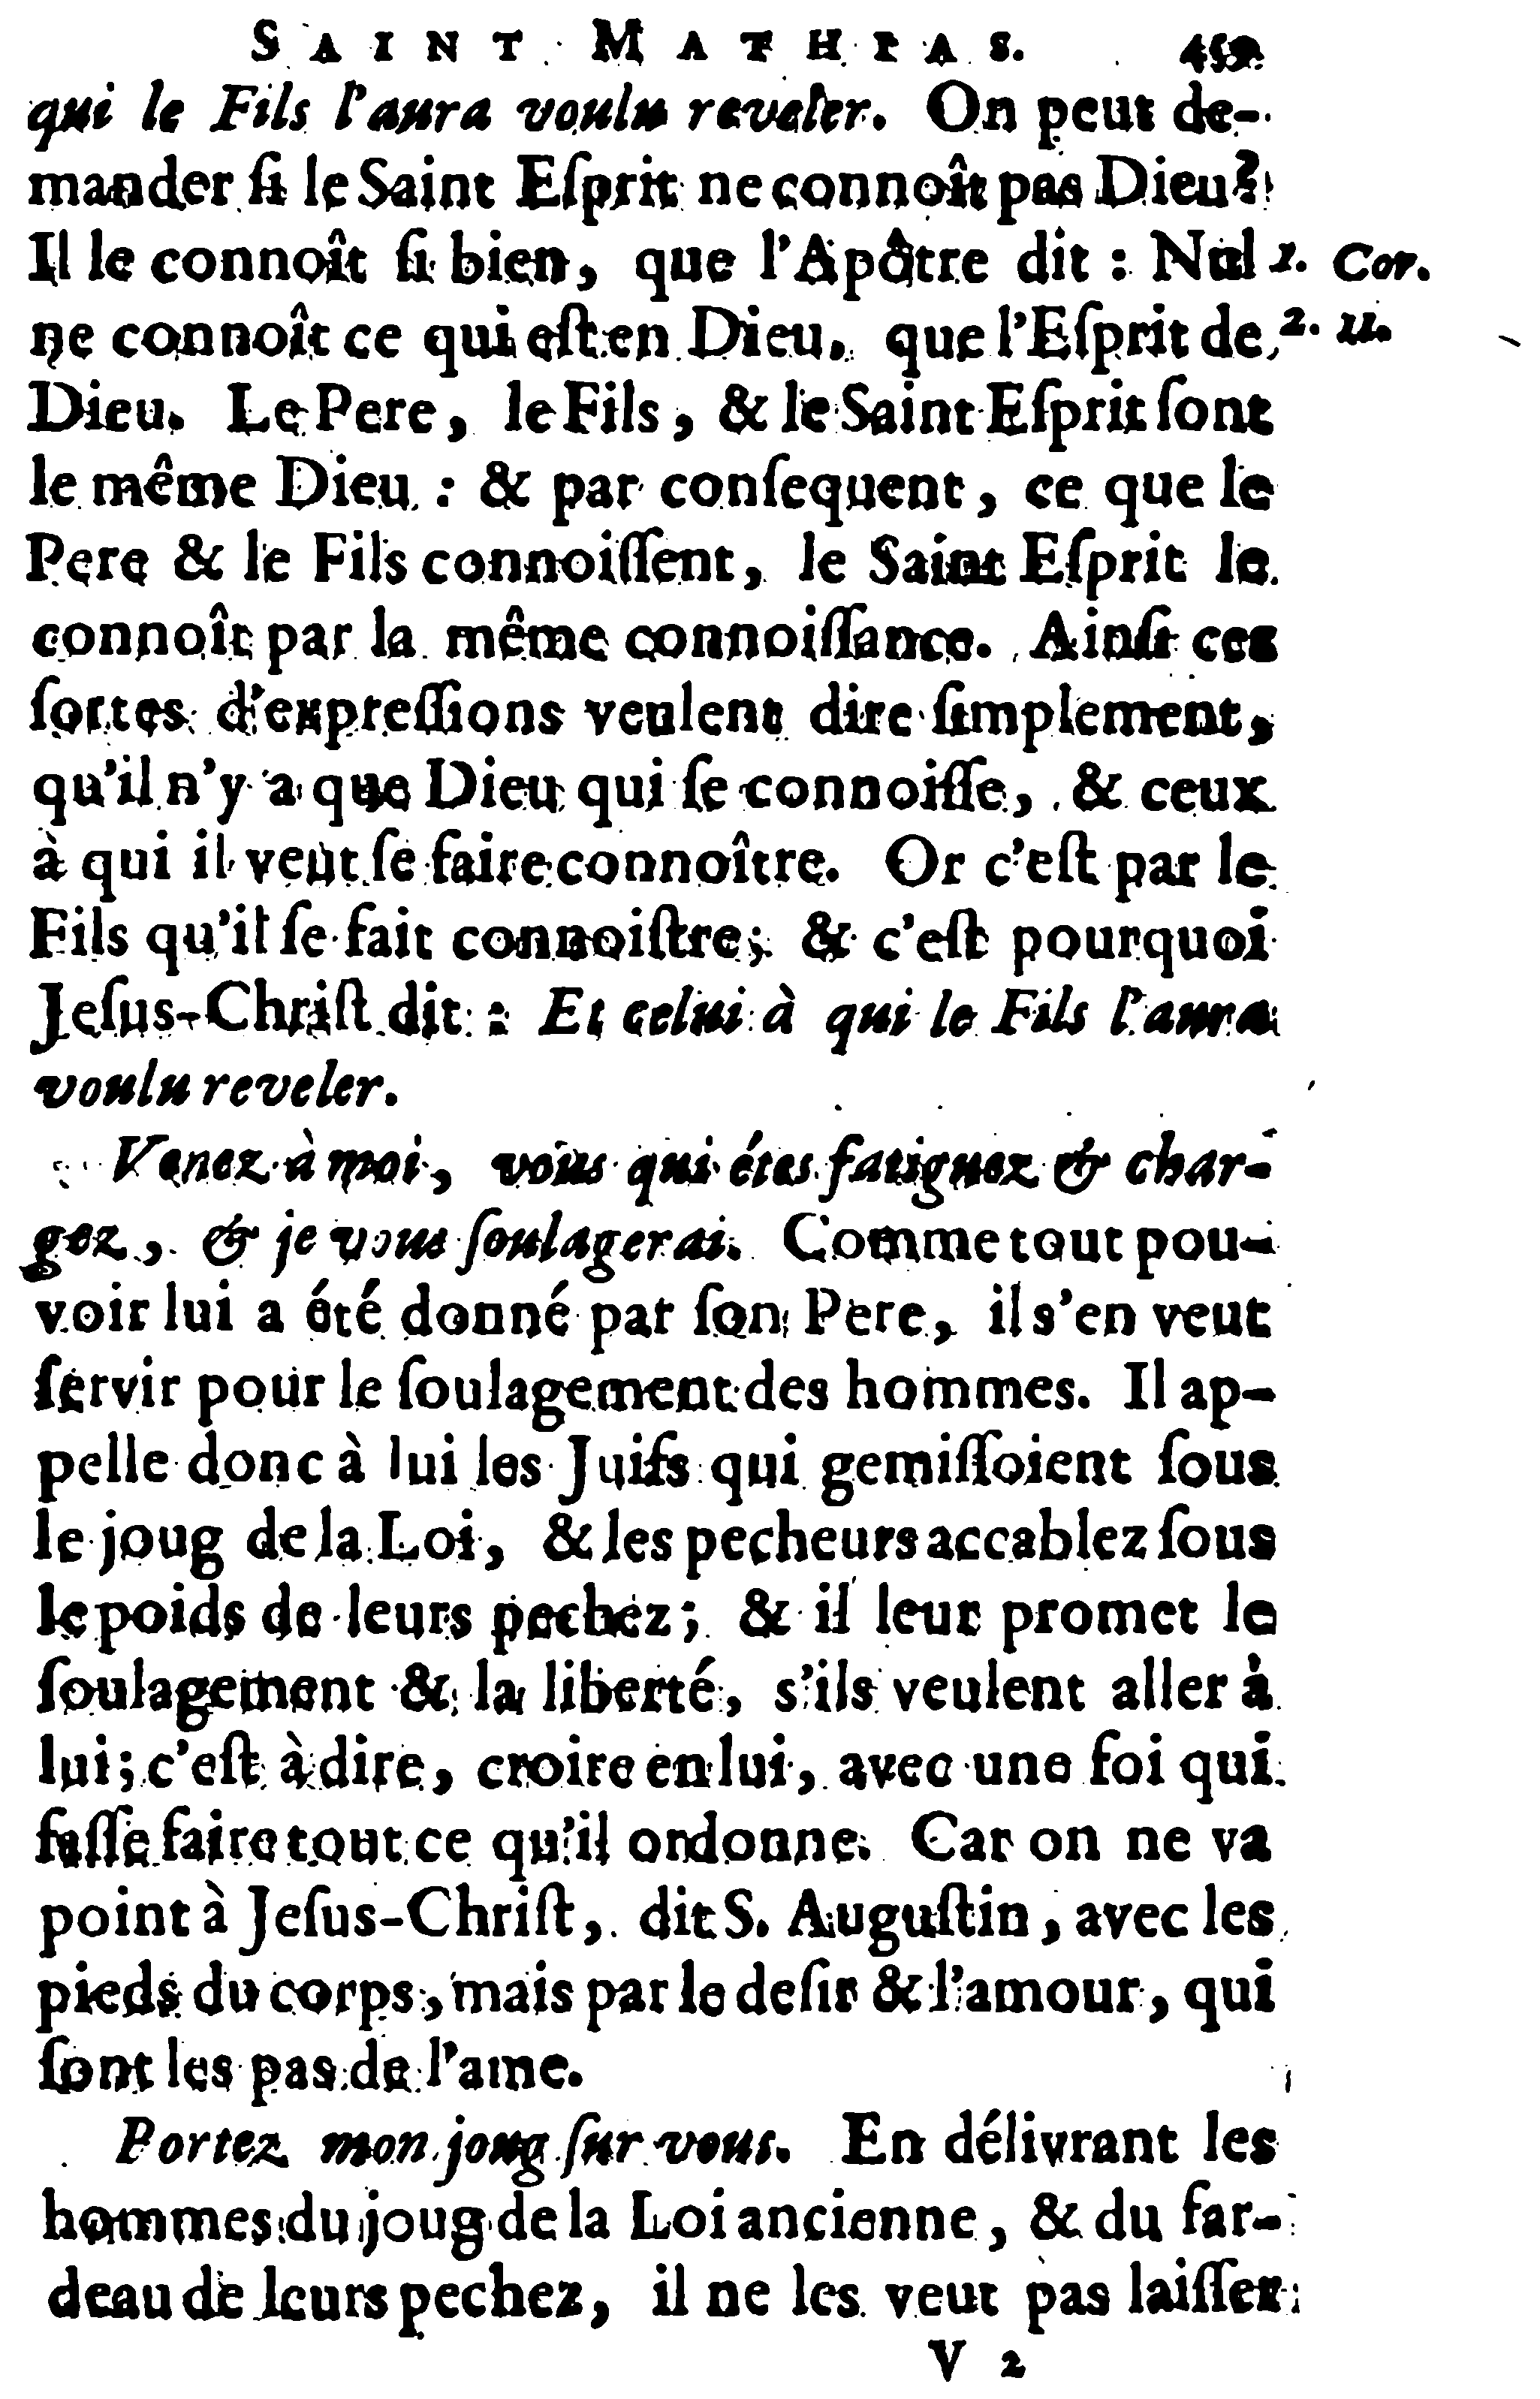 SAINT MATHIAS. 459
qui le Fils l'aura voulu reveler. On peut de-
mander ſi le Saint Eſprit ne connoît pas Dieu?
Il le connoît ſi bien, que l'Apôtre dit : Nul 1. Cor.
ne connoît ce qui eſt en Dieu, que l'Eſprit de 2. 11.
Dieu. Le Pere, le Fils, & le Saint Eſprit ſont
le même Dieu : & par conſequent, ce que le
Pere & le Fils connoiſſent, le Saint Eſprit le
connoît par la même connoiſſance. Ainſi ces
ſortes d'expreſſions veulent dire ſimplement,
qu'il n'y a que Dieu qui ſe connoiſſe, & ceux
à qui il veut ſe faire connoître. Or c'eſt par le
Fils qu'il ſe fait connoiſtre; & c'eſt pourquoi
Jeſus-Chriſt dit : Et celui à qui le Fils l'aura
voulu reveler.
Venez à moi, vous qui étes fatiguez & char-
gez, & je vous ſoulagerai. Comme tout pou-
voir lui a été donné par ſon Pere, il s'en veut
ſervir pour le ſoulagement des hommes. Il ap-
pelle donc à lui les Juifs qui gemiſſoient ſous
le joug de la Loi, & les pecheurs accablez ſous
le poids de leurs pechez; & il leur promet le
ſoulagement & la liberté, s'ils veulent aller à
lui; c'eſt à dire, croire en lui, avec une foi qui
faſſe faire tout ce qu'il ordonne. Car on ne va
point à Jeſus-Chriſt, dit S. Auguſtin, avec les
pieds du corps, mais par le deſir & l'amour, qui
ſont les pas de l'ame.
Portez mon joug ſur vous. En délivrant les
hommes du joug de la Loi ancienne, & du far-
deau de leurs pechez, il ne les veut pas laiſſer
V 2